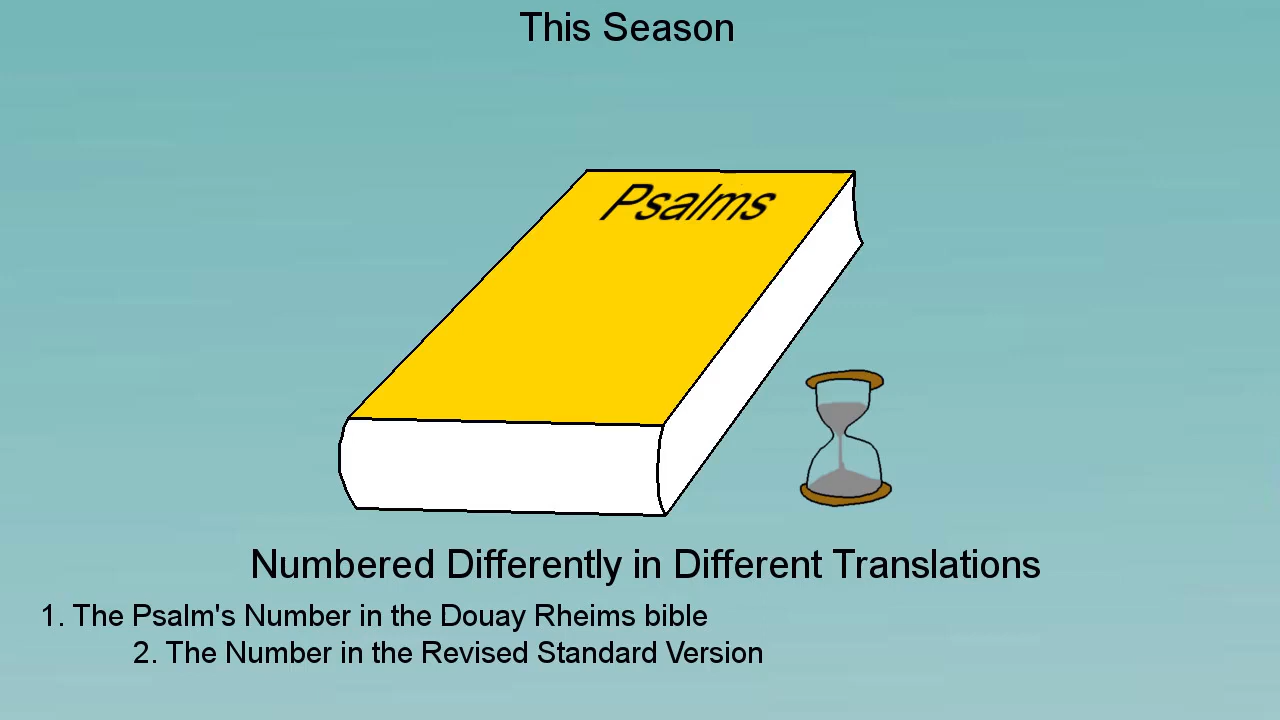 This Season
Psalms
Numbered Differently in Different Translations
1. The Psalm's Number in the Douay Rheims bible
2. The Number in the Revised Standard Version